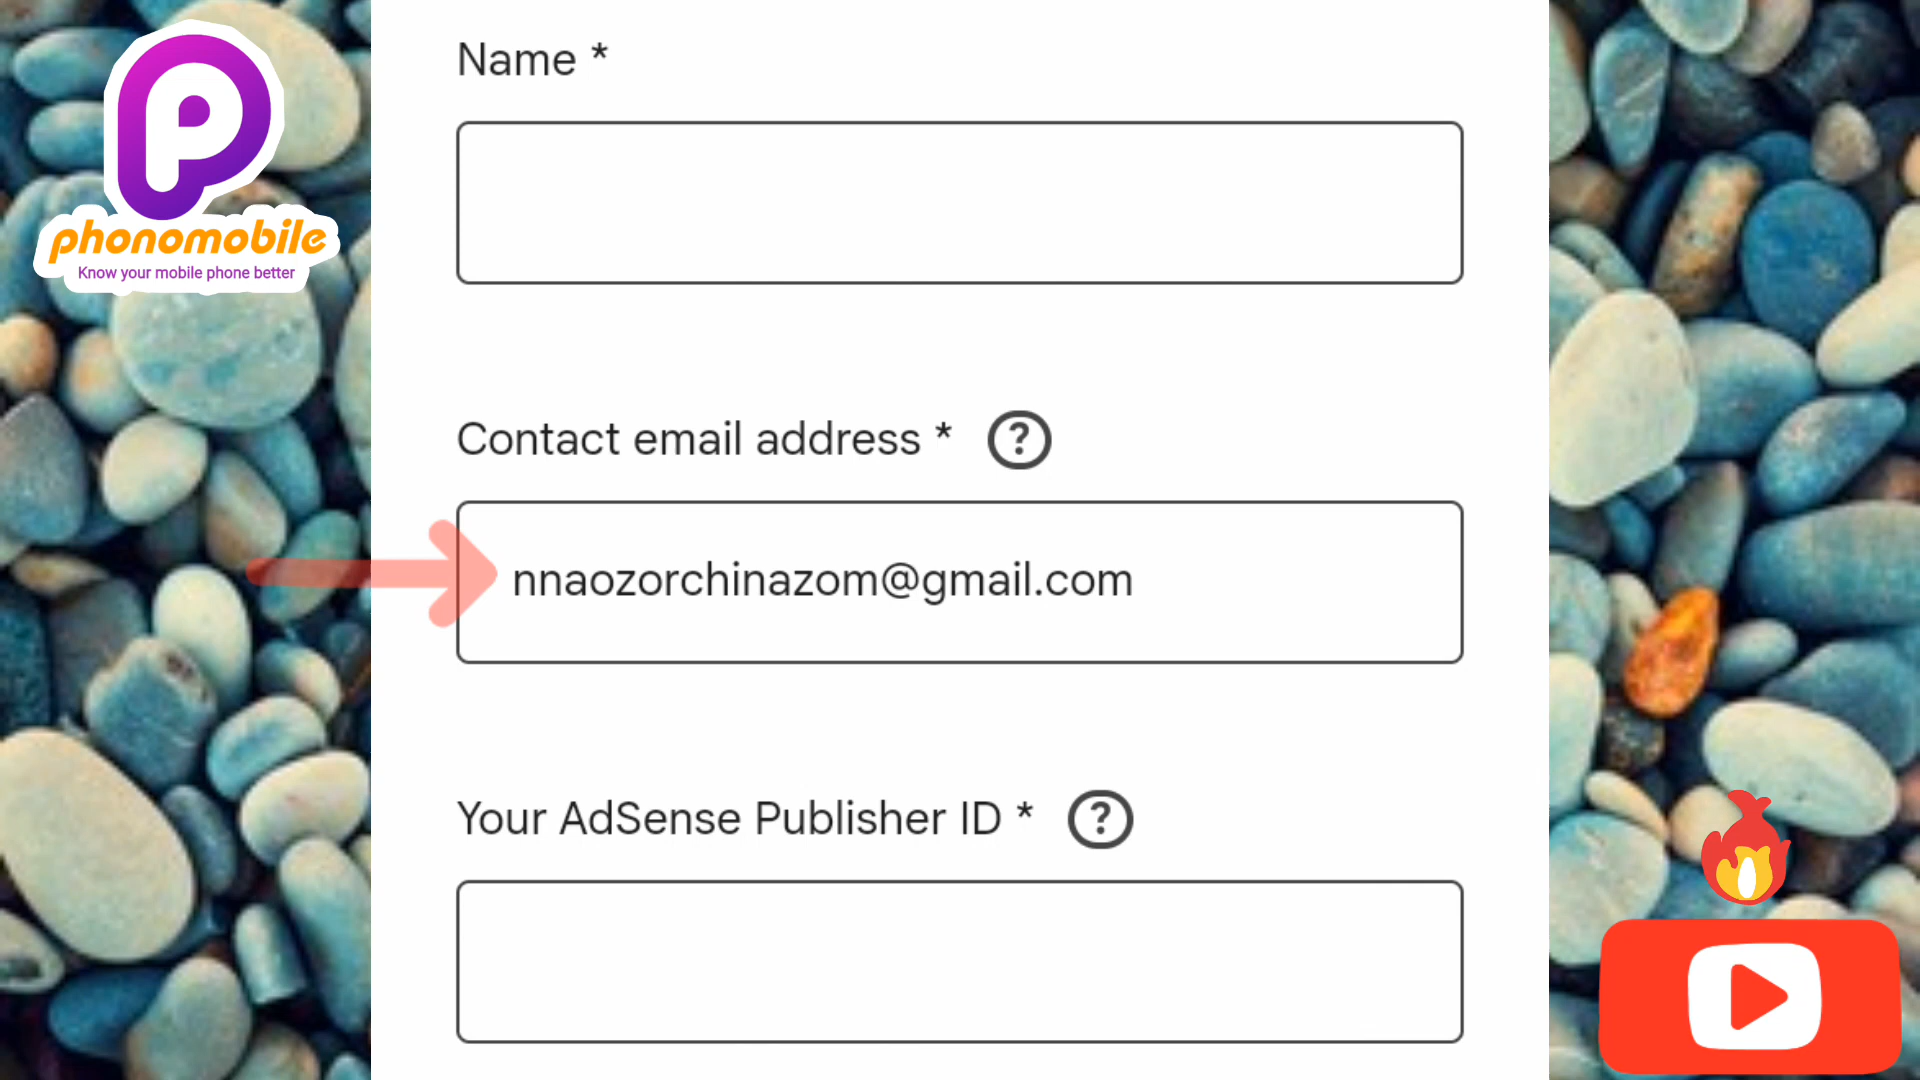 phonomobile
Know your mobile phone better
Name *
Contact email address * ?
nnaozorchinazom@gmail.com
Your AdSense Publisher ID * ?